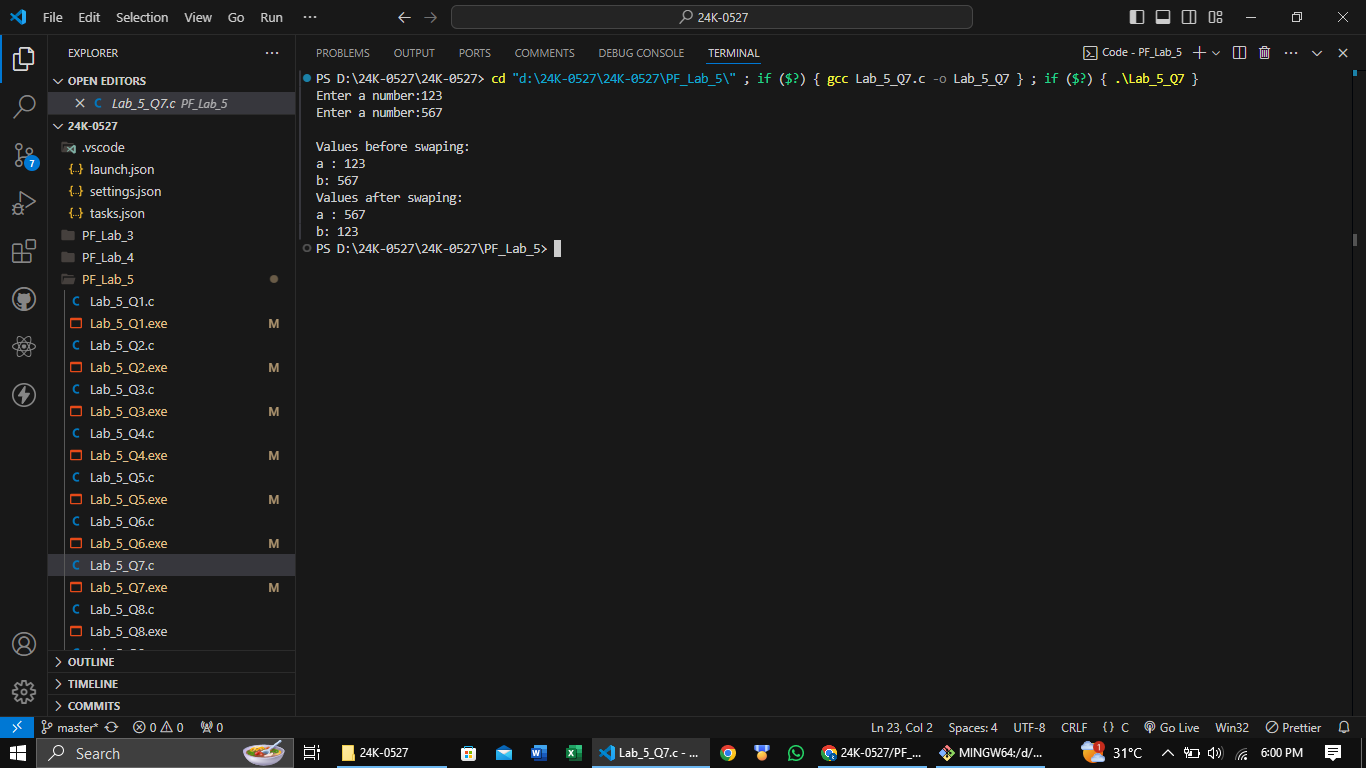 File Edit Selection View Go Run ···
24K-0527
EXPLORER
OPEN EDITORS
Lab_5_Q7.c PF_Lab_5
24K-0527
.vscode
launch.json
settings.json
tasks.json
PF_Lab_3
PF_Lab_4
PF_Lab_5
C Lab_5_Q1.c
Lab_5_Q1.exe M
C Lab_5_Q2.c
Lab_5_Q2.exe M
C Lab_5_Q3.c
Lab_5_Q3.exe M
C Lab_5_Q4.c
Lab_5_Q4.exe M
C Lab_5_Q5.c
Lab_5_Q5.exe M
C Lab_5_Q6.c
Lab_5_Q6.exe M
C Lab_5_Q7.c
Lab_5_Q7.exe M
C Lab_5_Q8.c
Lab_5_Q8.exe
OUTLINE
TIMELINE
COMMITS
7
PROBLEMS OUTPUT PORTS COMMENTS DEBUG CONSOLE TERMINAL
Code - PF_Lab_5
PS D:\24K-0527\24K-0527> cd "d:\24K-0527\24K-0527\PF_Lab_5\" ; if ($?) { gcc Lab_5_Q7.c -o Lab_5_Q7 } ; if ($?) { .\Lab_5_Q7 }
Enter a number:123
Enter a number:567
Values before swaping:
a : 123
b: 567
Values after swaping:
a : 567
b: 123
PS D:\24K-0527\24K-0527\PF_Lab_5>
master* 0 0 0
Ln 23, Col 2 Spaces: 4 UTF-8 CRLF {} C Go Live Win32 Prettier
Search
24K-0527
Lab_5_Q7.c - ...
24K-0527/PF_...
MINGW64:/d/...
1 31°C
6:00 PM